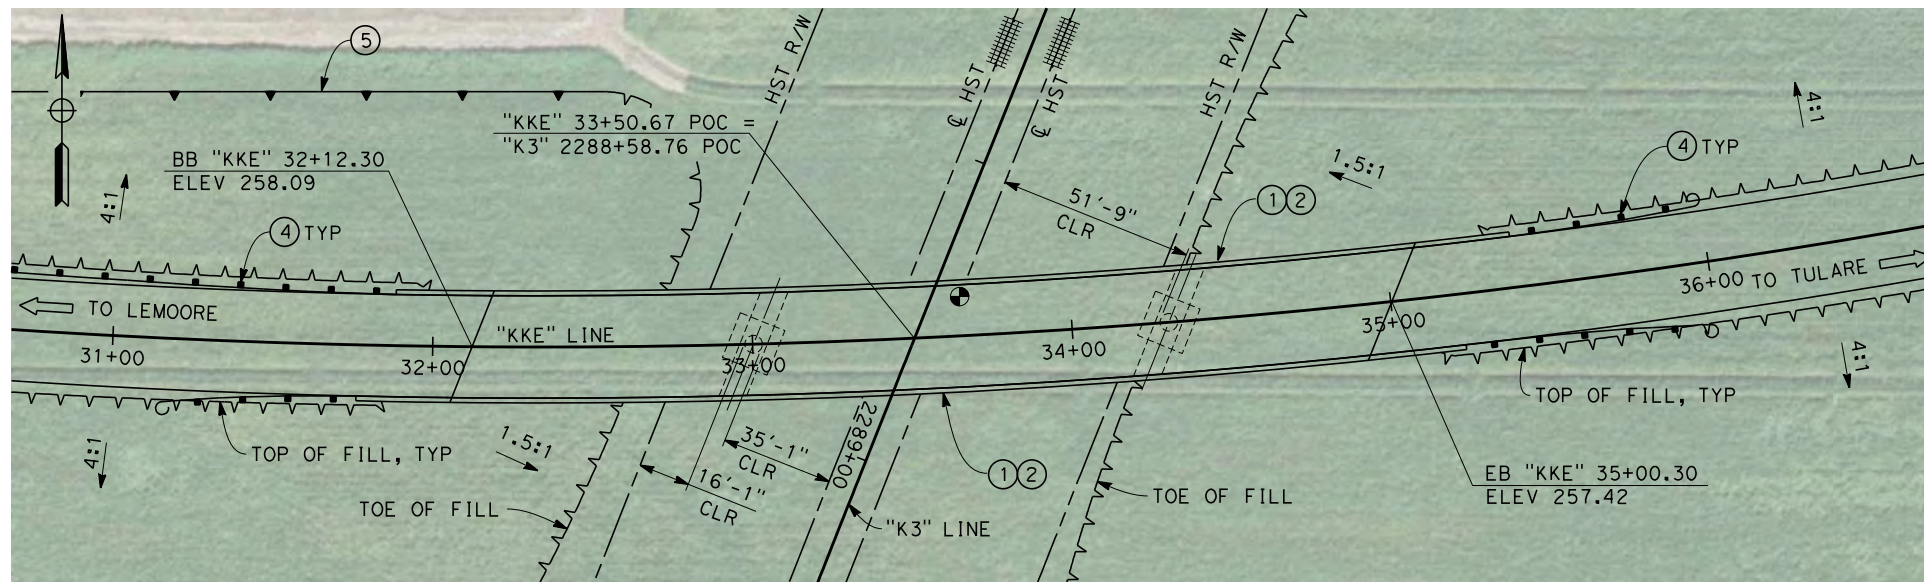 5
HST R/W
℄ HST
℄ HST
HST R/W
4:1
"KKE" 33+50.67 POC =
"K3" 2288+58.76 POC
BB "KKE" 32+12.30
ELEV 258.09
4:1
4 TYP
1.5:1
51'-9"
CLR
1 2
4 TYP
TO LEMOORE
"KKE" LINE
31+00
32+00
33+00
34+00
35+00
36+00
TO TULARE
4:1
TOP OF FILL, TYP
TOP OF FILL, TYP
4:1
1.5:1
35'-1"
CLR
16'-1"
CLR
2289+00
1 2
EB "KKE" 35+00.30
ELEV 257.42
TOE OF FILL
TOE OF FILL
"K3" LINE